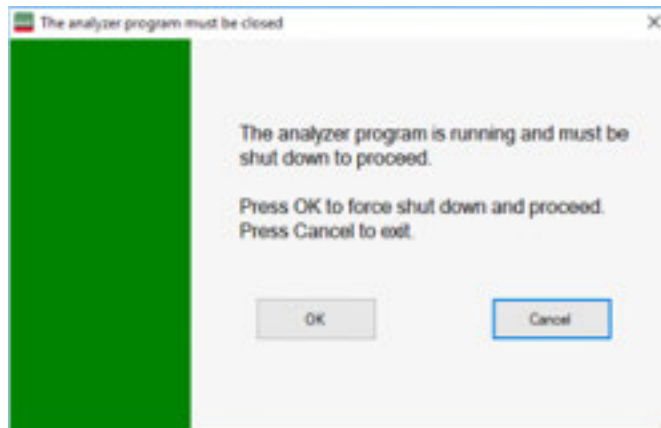 The analyzer program must be closed
The analyzer program is running and must be
shut down to proceed.
Press OK to force shut down and proceed.
Press Cancel to exit.
OK
Cancel